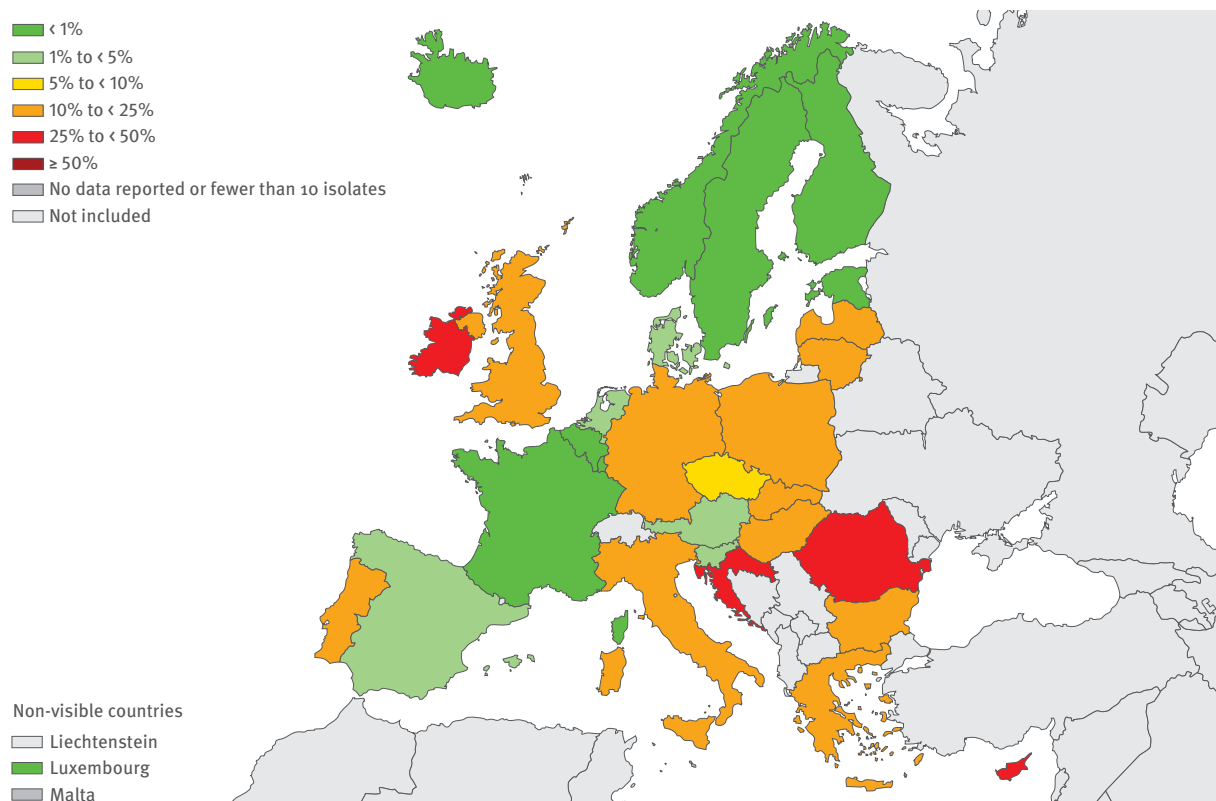 < 1%
1% to < 5%
5% to < 10%
10% to < 25%
25% to < 50%
≥ 50%
No data reported or fewer than 10 isolates
Not included
Non-visible countries
Liechtenstein
Luxembourg
Malta